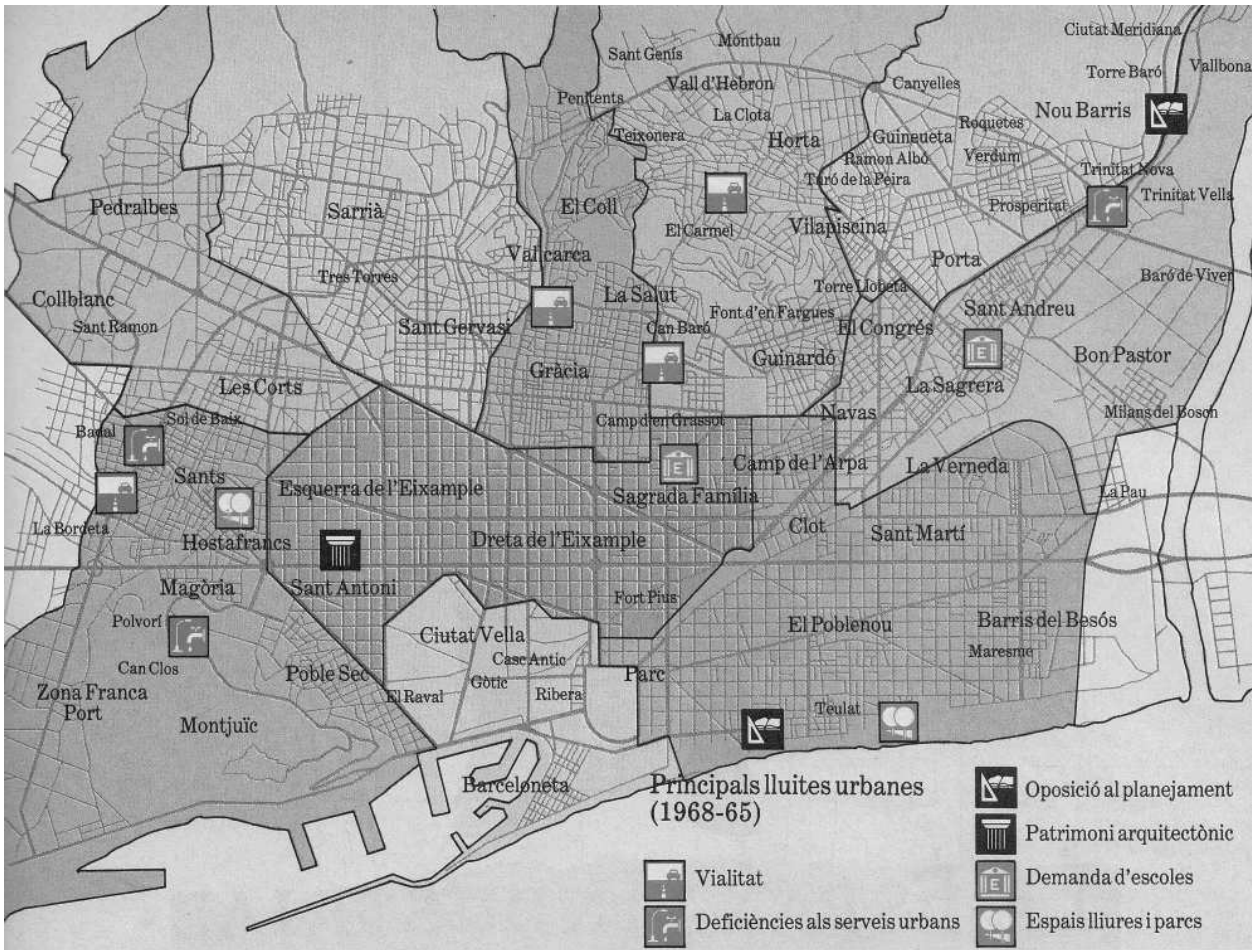 Ciutat Meridiana
Montbau
Sant Genís
Vallbona
Torre Baró
Vall d'Hebron
Canyelles
Penitents
Nou Barris
La Clota
Roquetes
Teixonera
Horta
Guineueta
Ramon Albó
Verdum
Trinitat Nova
Turó de la Peira
Trinitat Vella
Pedralbes
Sarrià
El Coll
Prosperitat
El Carmel
Vilapiscina
Vallcarca
Porta
Tres Torres
Baró de Viver
Torre Llobeta
Collblanc
La Salut
Sant Andreu
Font d'en Fargues
Sant Ramon
Sant Gervasi
Can Baró
El Congrés
Guinardó
Bon Pastor
Gràcia
Les Corts
La Sagrera
Navas
Milans del Bosch
Sol de Baix
Camp d'en Grassot
Badal
Camp de l'Arpa
La Verneda
Sants
Esquerra de l'Eixample
Sagrada Família
La Pau
La Bordeta
Clot
Sant Martí
Hostafrancs
Dreta de l'Eixample
Magòria
Sant Antoni
Fort Pius
Polvorí
Ciutat Vella
El Poblenou
Barris del Besós
Casc Antic
Maresme
Can Clos
Poble Sec
Gòtic
Parc
El Raval
Ribera
Zona Franca
Port
Teulat
Montjuïc
Barceloneta
Principals lluites urbanes
(1968-65)
Vialitat
Deficiències als serveis urbans
Oposició al planejament
Patrimoni arquitectònic
Demanda d'escoles
Espais lliures i parcs